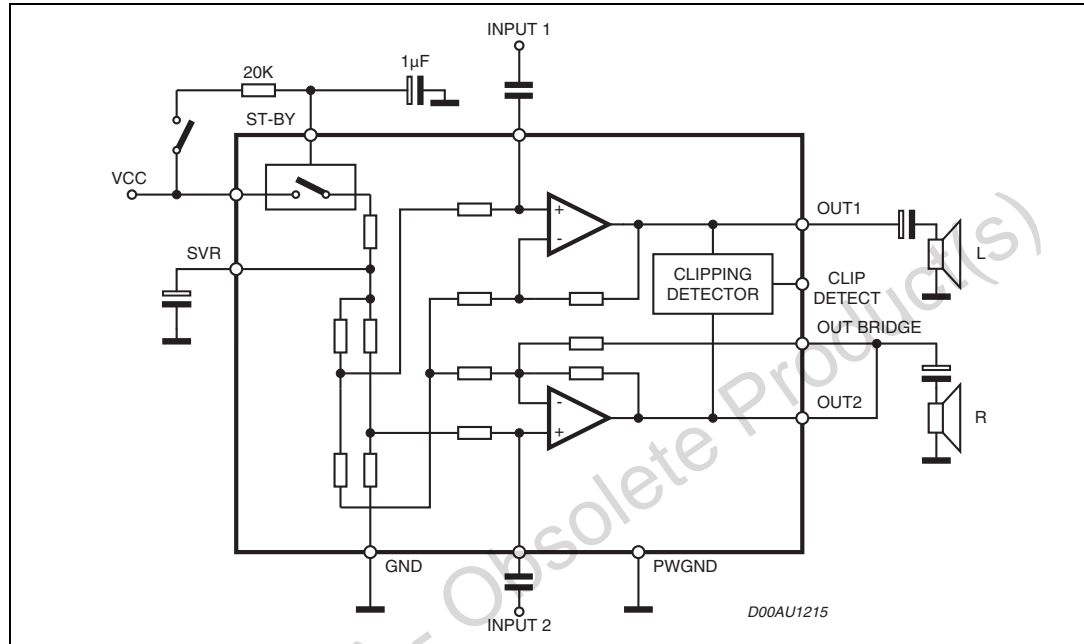 INPUT 1
20K
1µF
ST-BY
VCC
+
-
OUT1
SVR
L
CLIPPING
DETECTOR
CLIP
DETECT
OUT BRIDGE
-
+
OUT2
R
GND
PWGND
INPUT 2
D00AU1215
- Obsolete Product(s)